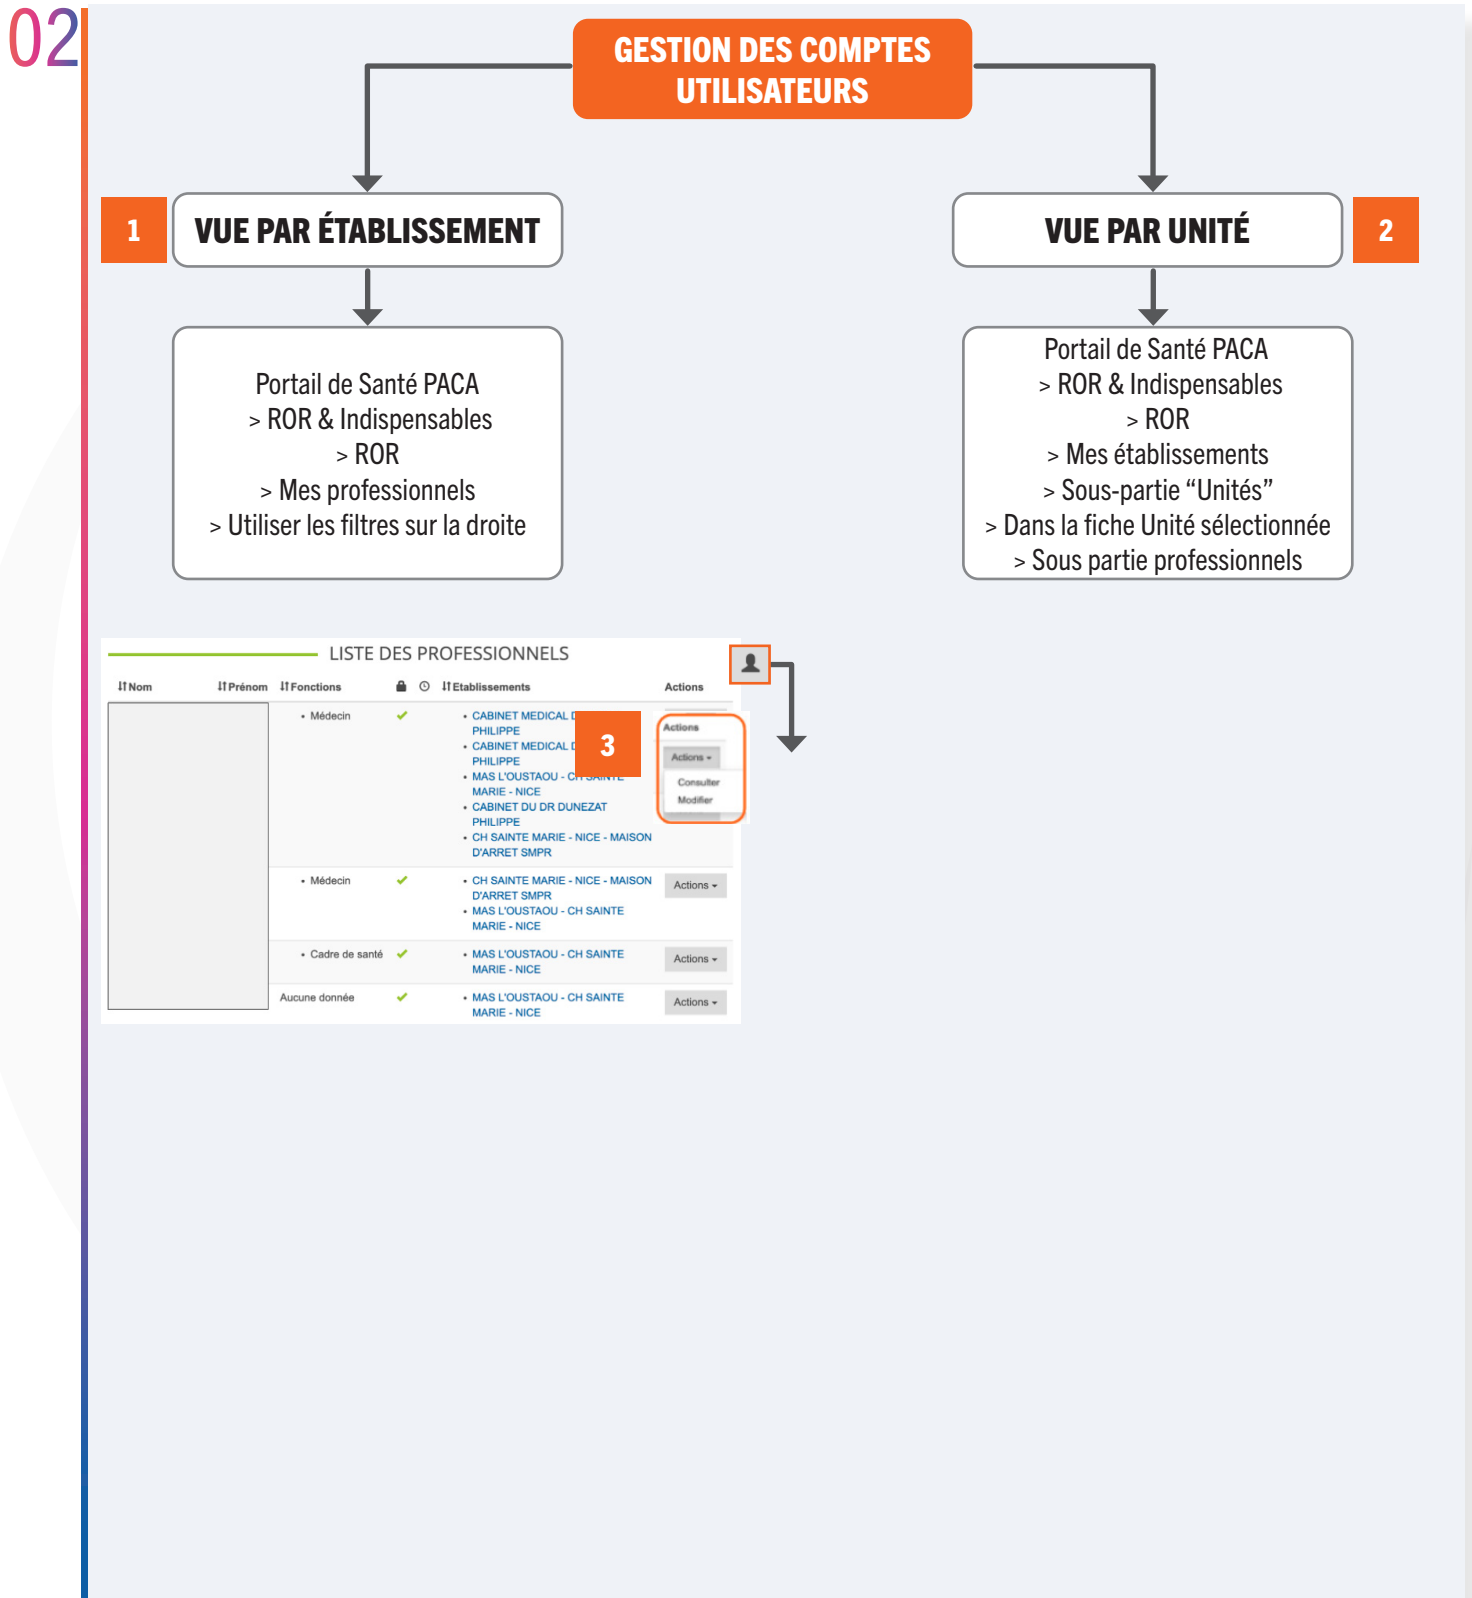 02
GESTION DES COMPTES
UTILISATEURS
1
VUE PAR ÉTABLISSEMENT
VUE PAR UNITÉ
2
Portail de Santé PACA
> ROR & Indispensables
> ROR
> Mes professionnels
> Utiliser les filtres sur la droite
Portail de Santé PACA
> ROR & Indispensables
> ROR
> Mes établissements
> Sous-partie “Unités”
> Dans la fiche Unité sélectionnée
> Sous partie professionnels
LISTE DES PROFESSIONNELS
Nom Prénom Fonctions Etablissements Actions
• Médecin
• CABINET MEDICAL
PHILIPPE
• CABINET MEDICAL
PHILIPPE
• MAS L'OUSTAOU - CH SAINTE
MARIE - NICE
• CABINET DU DR DUNEZAT
PHILIPPE
• CH SAINTE MARIE - NICE - MAISON
D'ARRET SMPR
3
Actions
Actions
Consulter
Modifier
• Médecin
• CH SAINTE MARIE - NICE - MAISON
D'ARRET SMPR
• MAS L'OUSTAOU - CH SAINTE
MARIE - NICE
Actions
• Cadre de santé
• MAS L'OUSTAOU - CH SAINTE
MARIE - NICE
Actions
Aucune donnée
• MAS L'OUSTAOU - CH SAINTE
MARIE - NICE
Actions